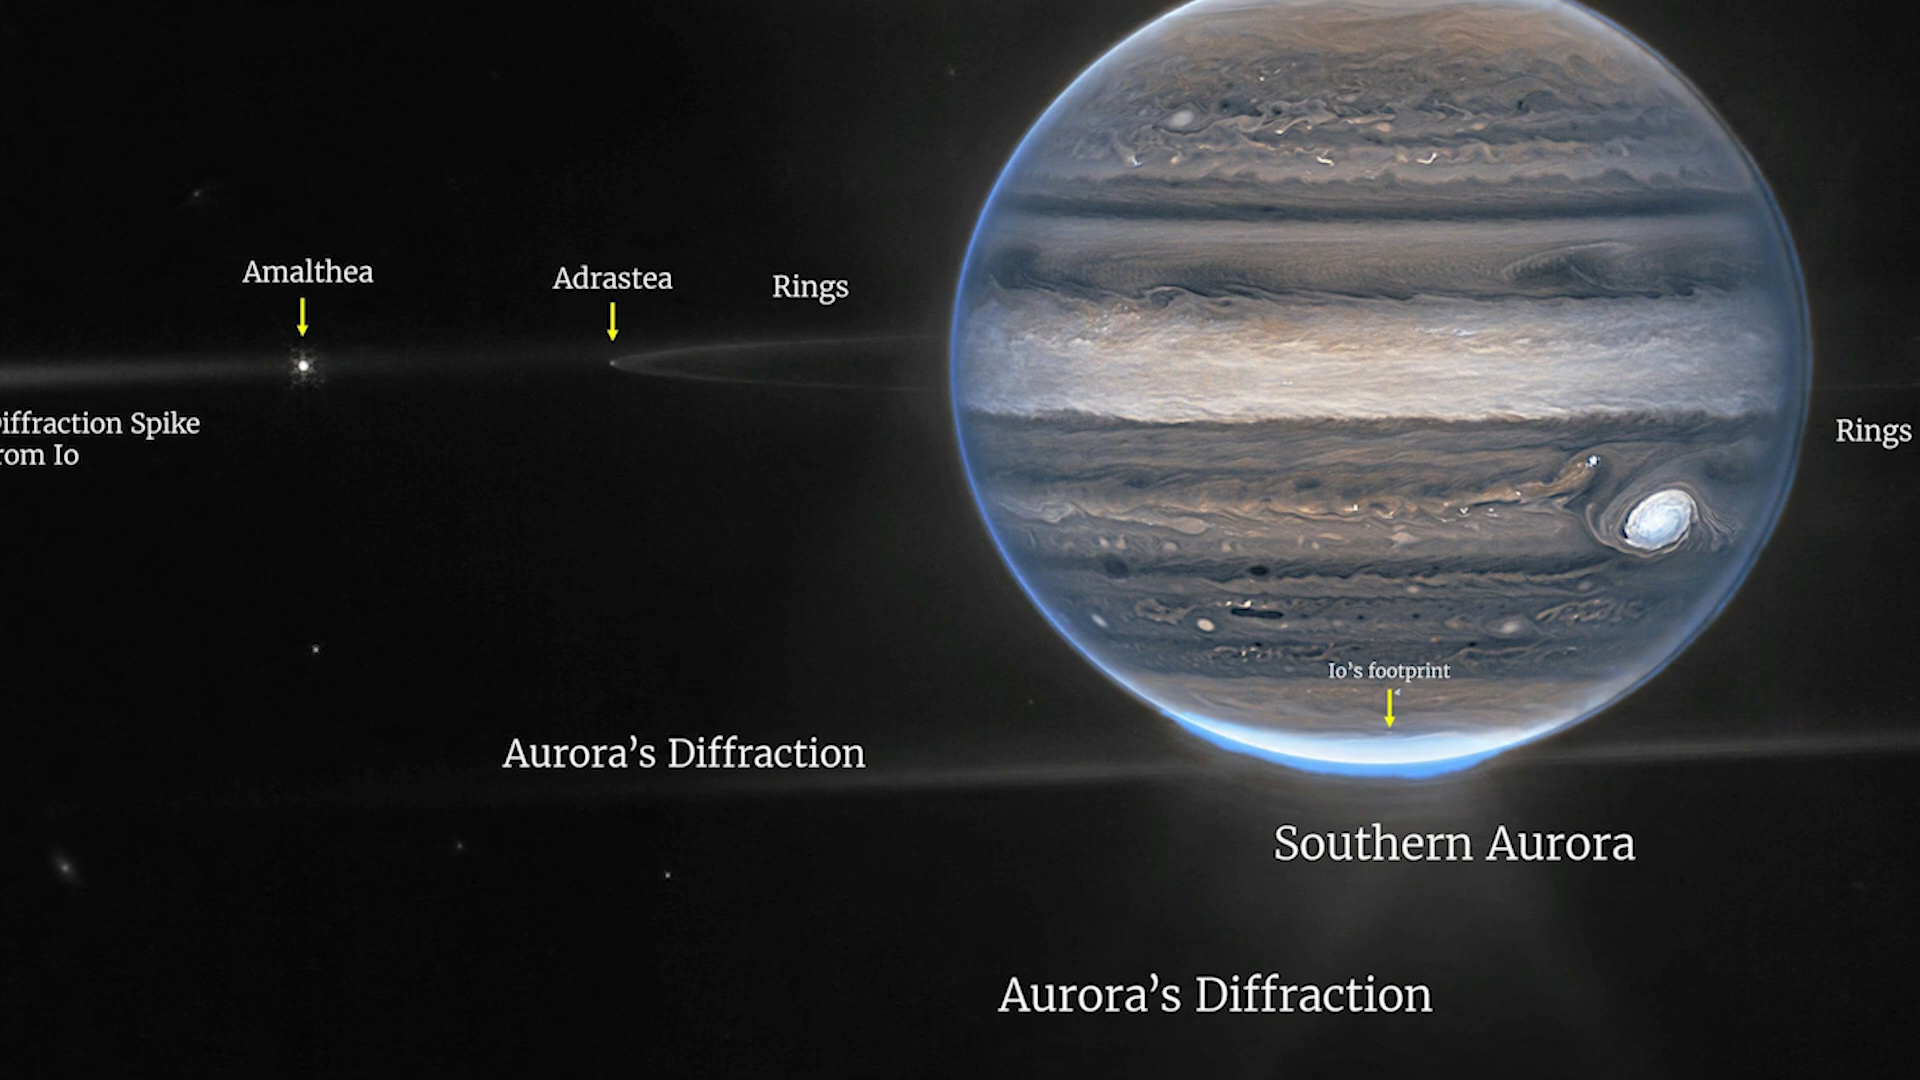 Amalthea
Adrastea
Rings
iffraction Spike
rom Io
Rings
Io’s footprint
Aurora’s Diffraction
Southern Aurora
Aurora’s Diffraction